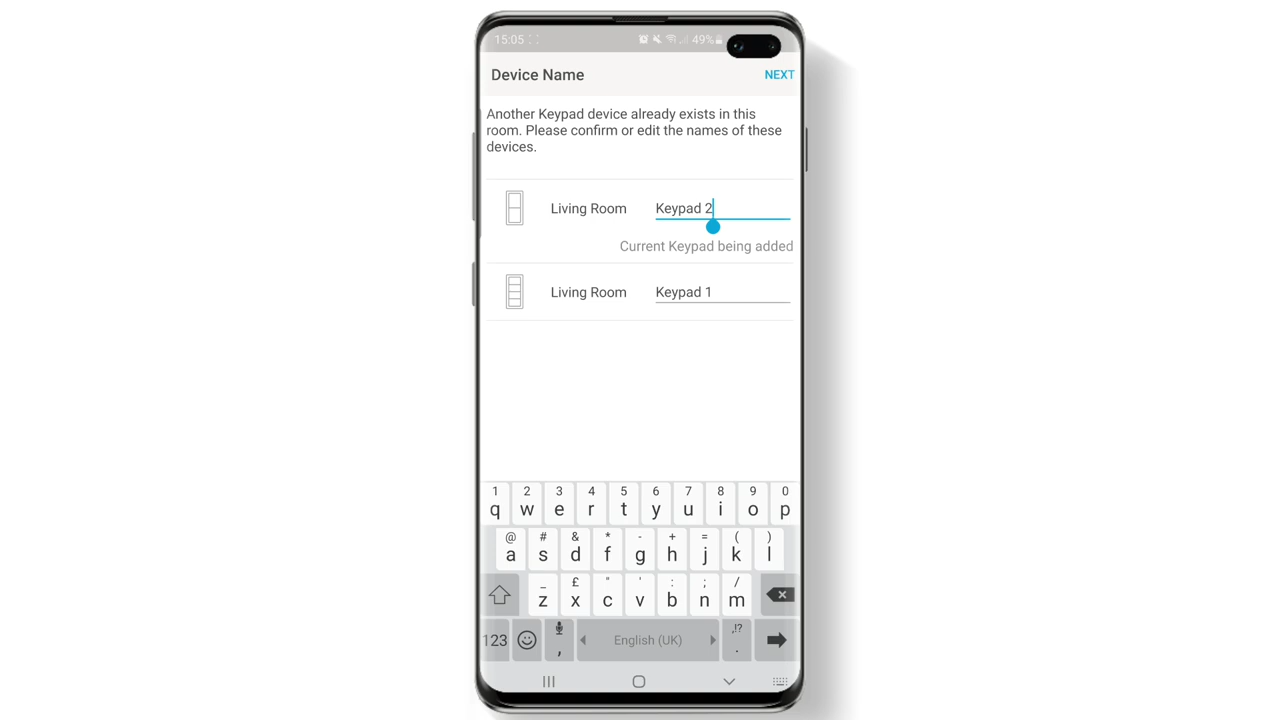 15:05 49%
Device Name NEXT
Another Keypad device already exists in this
room. Please confirm or edit the names of these
devices.
Living Room Keypad 2
Current Keypad being added
Living Room Keypad 1
1 2 3 4 5 6 7 8 9 0
q w e r t y u i o p
@ # & * - + = ( )
a s d f g h j k l
_ £ " ' : ; /
z x c v b n m
123 , English (UK) ,!? .